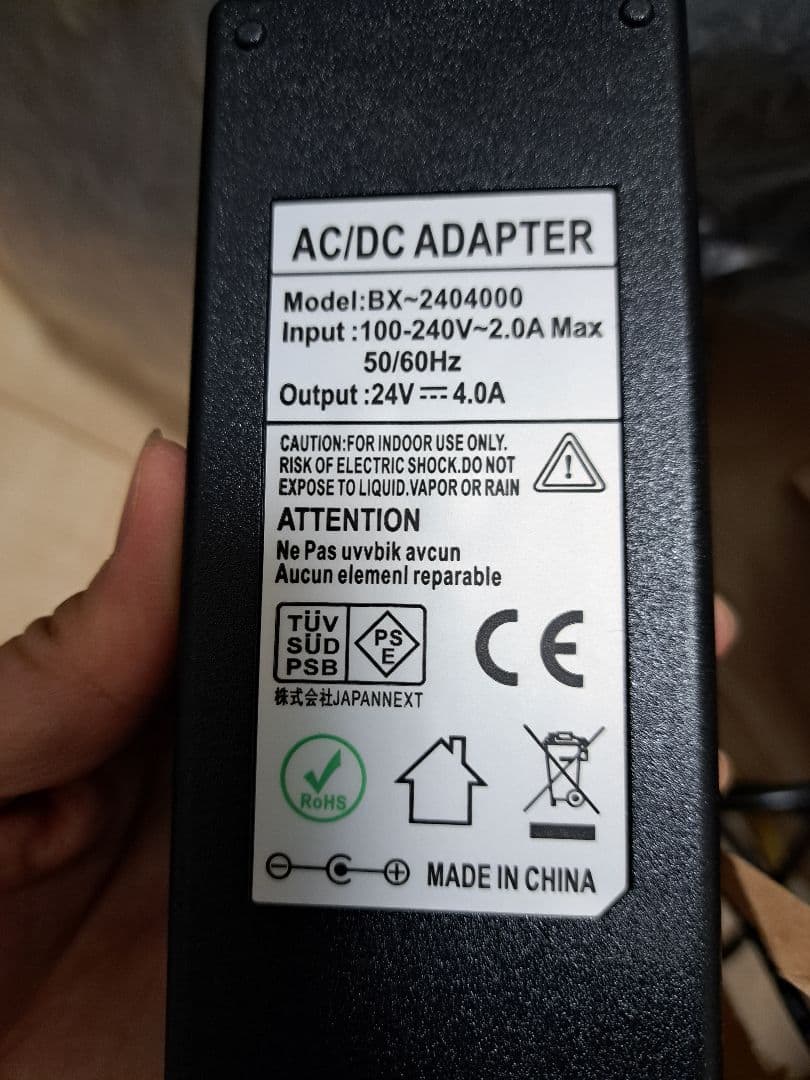 AC/DC ADAPTER
Model:BX~2404000
Input :100-240V~2.0A Max
50/60Hz
Output :24V⎓4.0A
CAUTION:FOR INDOOR USE ONLY.
RISK OF ELECTRIC SHOCK.DO NOT
EXPOSE TO LIQUID.VAPOR OR RAIN
ATTENTION
Ne Pas uvvbik avcun
Aucun elemenl reparable
TÜV
SÜD
PSB
PS
E
CE
株式会社JAPANNEXT
RoHS
MADE IN CHINA